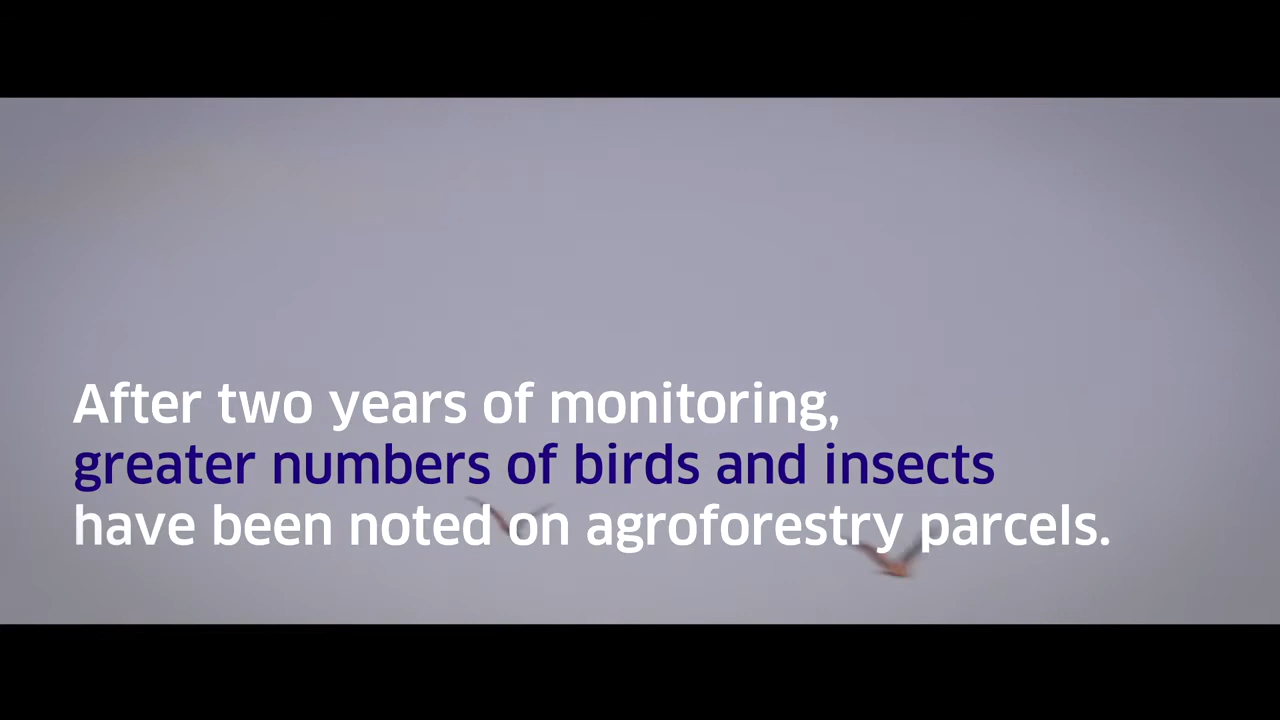 After two years of monitoring,
greater numbers of birds and insects
have been noted on agroforestry parcels.